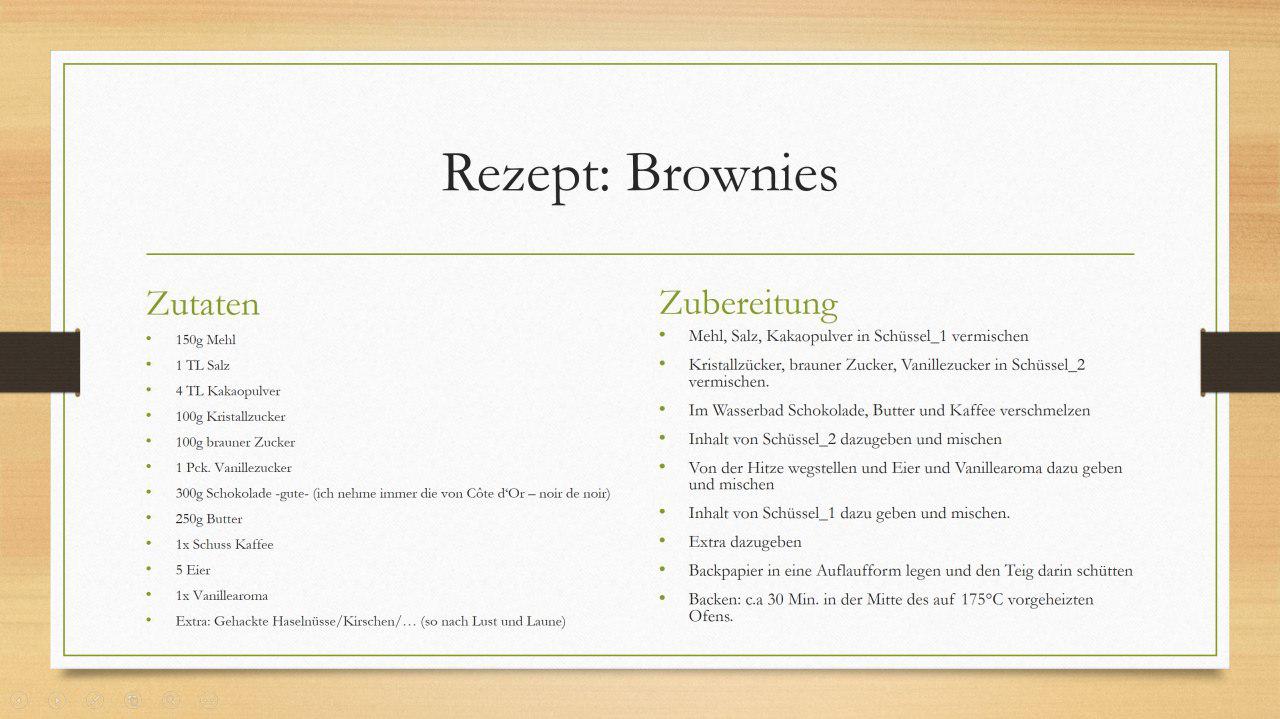 Rezept: Brownies
Zutaten
• 150g Mehl
• 1 TL Salz
• 4 TL Kakaopulver
• 100g Kristallzucker
• 100g brauner Zucker
• 1 Pck. Vanillezucker
• 300g Schokolade -gute- (ich nehme immer die von Côte d‘Or – noir de noir)
• 250g Butter
• 1x Schuss Kaffee
• 5 Eier
• 1x Vanillearoma
• Extra: Gehackte Haselnüsse/Kirschen/… (so nach Lust und Laune)
Zubereitung
• Mehl, Salz, Kakaopulver in Schüssel_1 vermischen
• Kristallzücker, brauner Zucker, Vanillezucker in Schüssel_2
vermischen.
• Im Wasserbad Schokolade, Butter und Kaffee verschmelzen
• Inhalt von Schüssel_2 dazugeben und mischen
• Von der Hitze wegstellen und Eier und Vanillearoma dazu geben
und mischen
• Inhalt von Schüssel_1 dazu geben und mischen.
• Extra dazugeben
• Backpapier in eine Auflaufform legen und den Teig darin schütten
• Backen: c.a 30 Min. in der Mitte des auf 175°C vorgeheizten
Ofens.